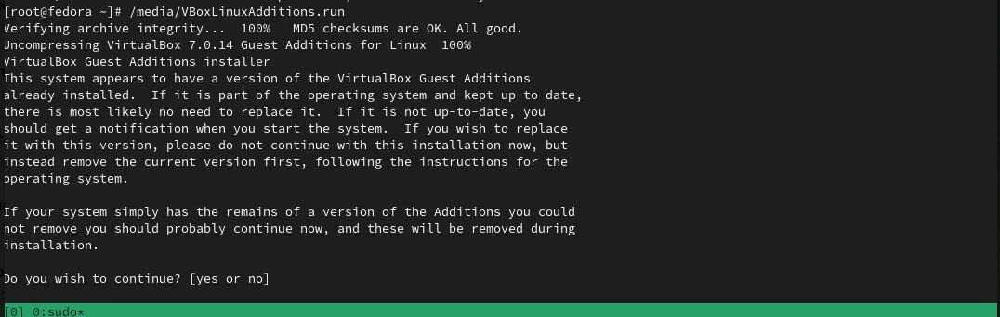 [root@fedora ~]# /media/VBoxLinuxAdditions.run
Verifying archive integrity...  100%   MD5 checksums are OK. All good.
Uncompressing VirtualBox 7.0.14 Guest Additions for Linux  100%
VirtualBox Guest Additions installer
This system appears to have a version of the VirtualBox Guest Additions
already installed.  If it is part of the operating system and kept up-to-date,
there is most likely no need to replace it.  If it is not up-to-date, you
should get a notification when you start the system.  If you wish to replace
it with this version, please do not continue with this installation now, but
instead remove the current version first, following the instructions for the
operating system.

If your system simply has the remains of a version of the Additions you could
not remove you should probably continue now, and these will be removed during
installation.

Do you wish to continue? [yes or no]

[0] 0:sudo*